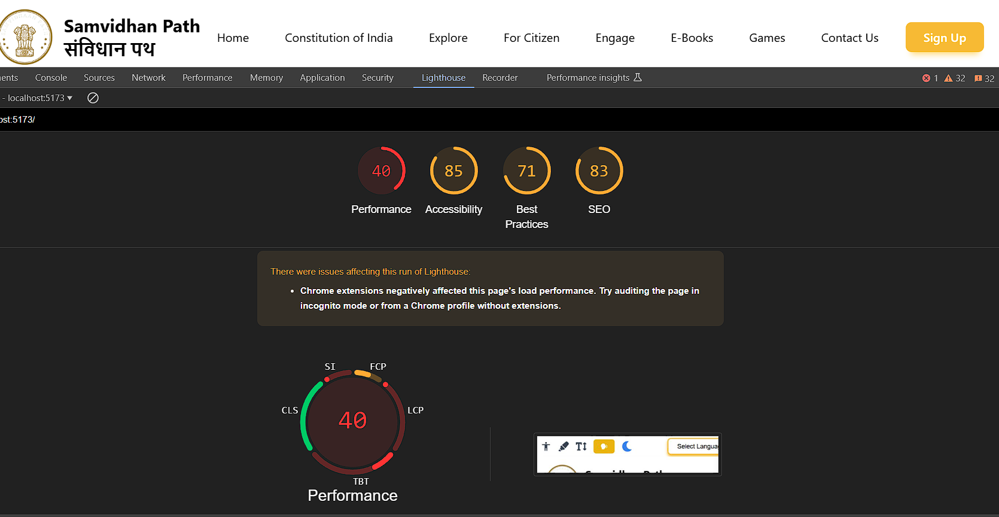 Samvidhan Path
संविधान पथ
Home Constitution of India Explore For Citizen Engage E-Books Games Contact Us Sign Up
ents Console Sources Network Performance Memory Application Security Lighthouse Recorder Performance insights 1 32 32
- localhost:5173
ost:5173/
40 85 71 83
Performance Accessibility Best Practices SEO
There were issues affecting this run of Lighthouse:
• Chrome extensions negatively affected this page's load performance. Try auditing the page in
incognito mode or from a Chrome profile without extensions.
SI FCP
CLS LCP
40
TBT
Performance
T Select Langua